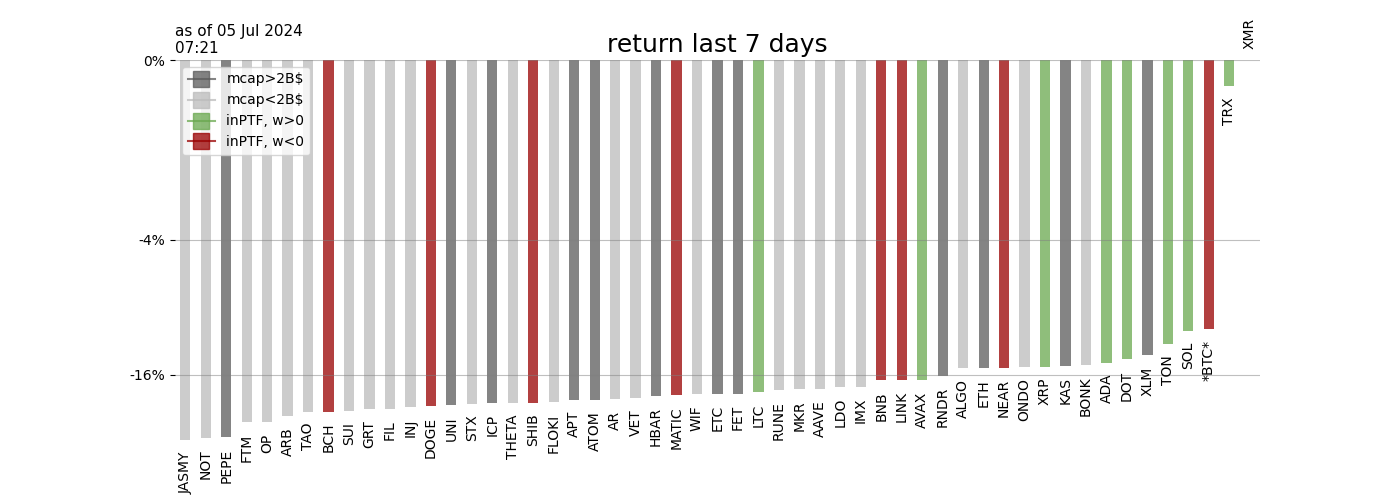 as of 05 Jul 2024
07:21
return last 7 days
XMR
0%
-4%
-16%
mcap>2B$
mcap<2B$
inPTF, w>0
inPTF, w<0
JASMY
NOT
PEPE
FTM
OP
ARB
TAO
BCH
SUI
GRT
FIL
INJ
DOGE
UNI
STX
ICP
THETA
SHIB
FLOKI
APT
ATOM
AR
VET
HBAR
MATIC
WIF
ETC
FET
LTC
RUNE
MKR
AAVE
LDO
IMX
BNB
LINK
AVAX
RNDR
ALGO
ETH
NEAR
ONDO
XRP
KAS
BONK
ADA
DOT
XLM
TON
SOL
*BTC*
TRX